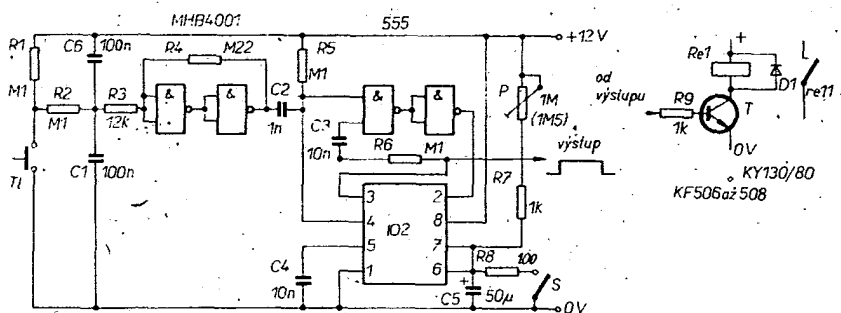 MHB4001
555
R1
M1
C6
100n
R4
M22
R5
M1
+12V
R2
M1
R3
12k
&
&
C2
1n
&
&
P
1M
(1M5)
C3
10n
R6
M1
výstup
R7
1k
Tl
C1
100n
3
2
4
8
IO2
5
7
1
6
C4
10n
R8
100
C5
+
50µ
S
0V
+
Re1
D1
re11
od
výstupu
R9
1k
T
0V
KY130/80
KF506až 508